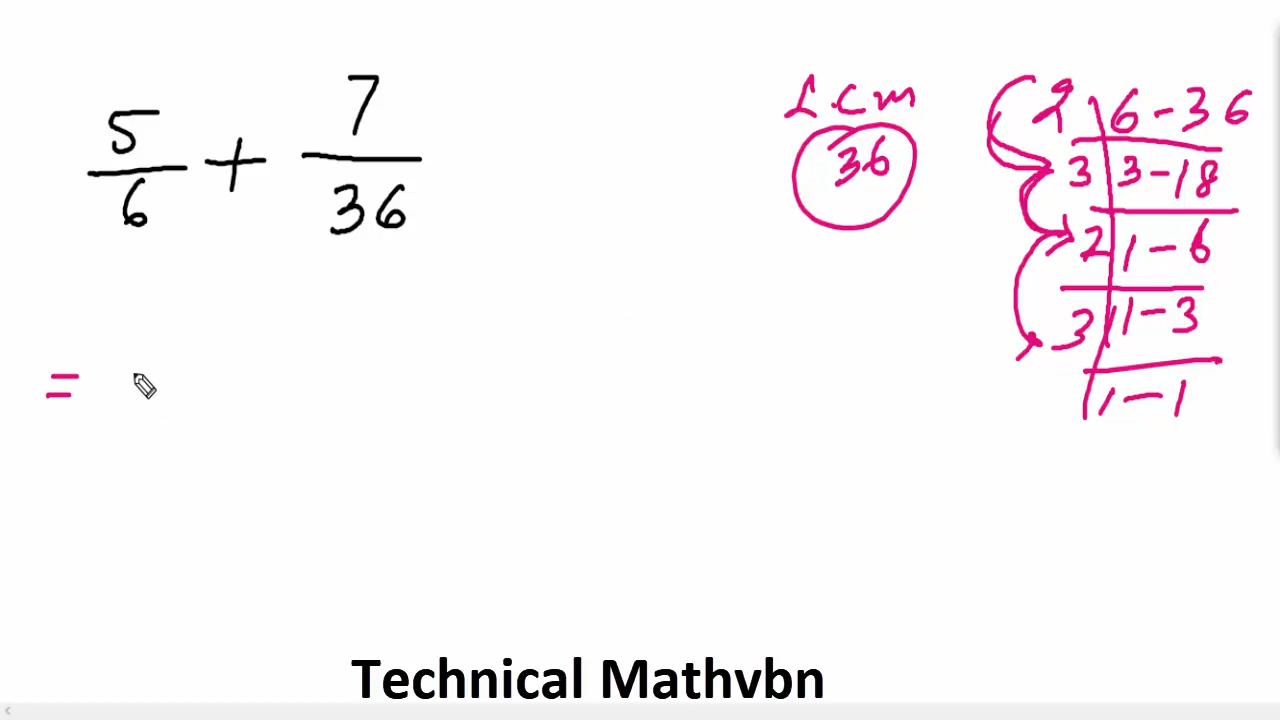 5/6 + 7/36
=
L C m
36
2 | 6 - 36
3 | 3 - 18
2 | 1 - 6
3 | 1 - 3
1 - 1
Technical Mathvbn